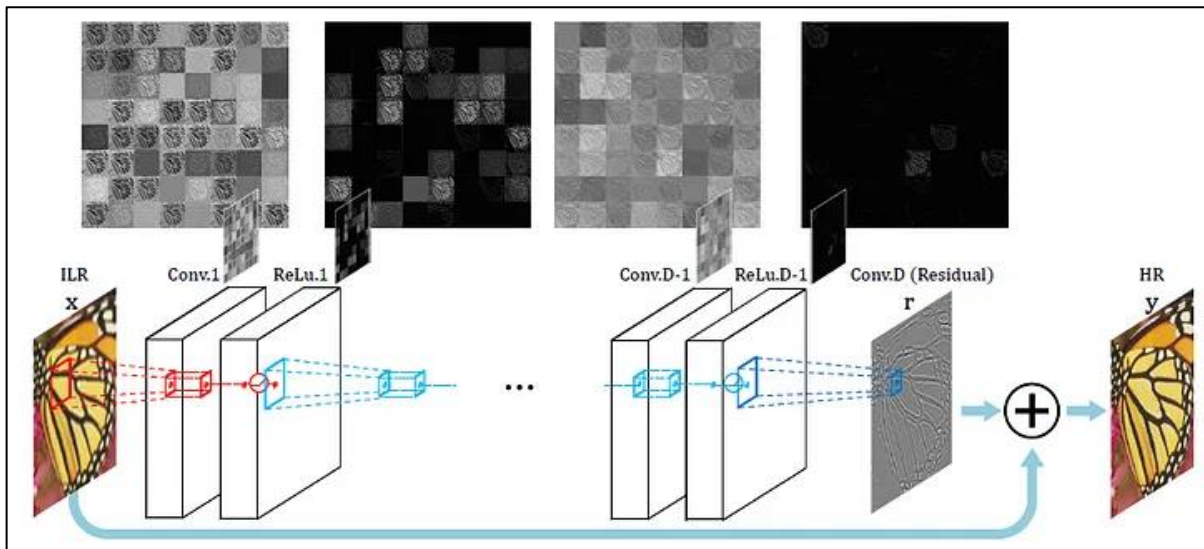 ILR
x
Conv.1
ReLu.1
...
Conv.D-1
ReLu.D-1
Conv.D (Residual)
r
HR
y